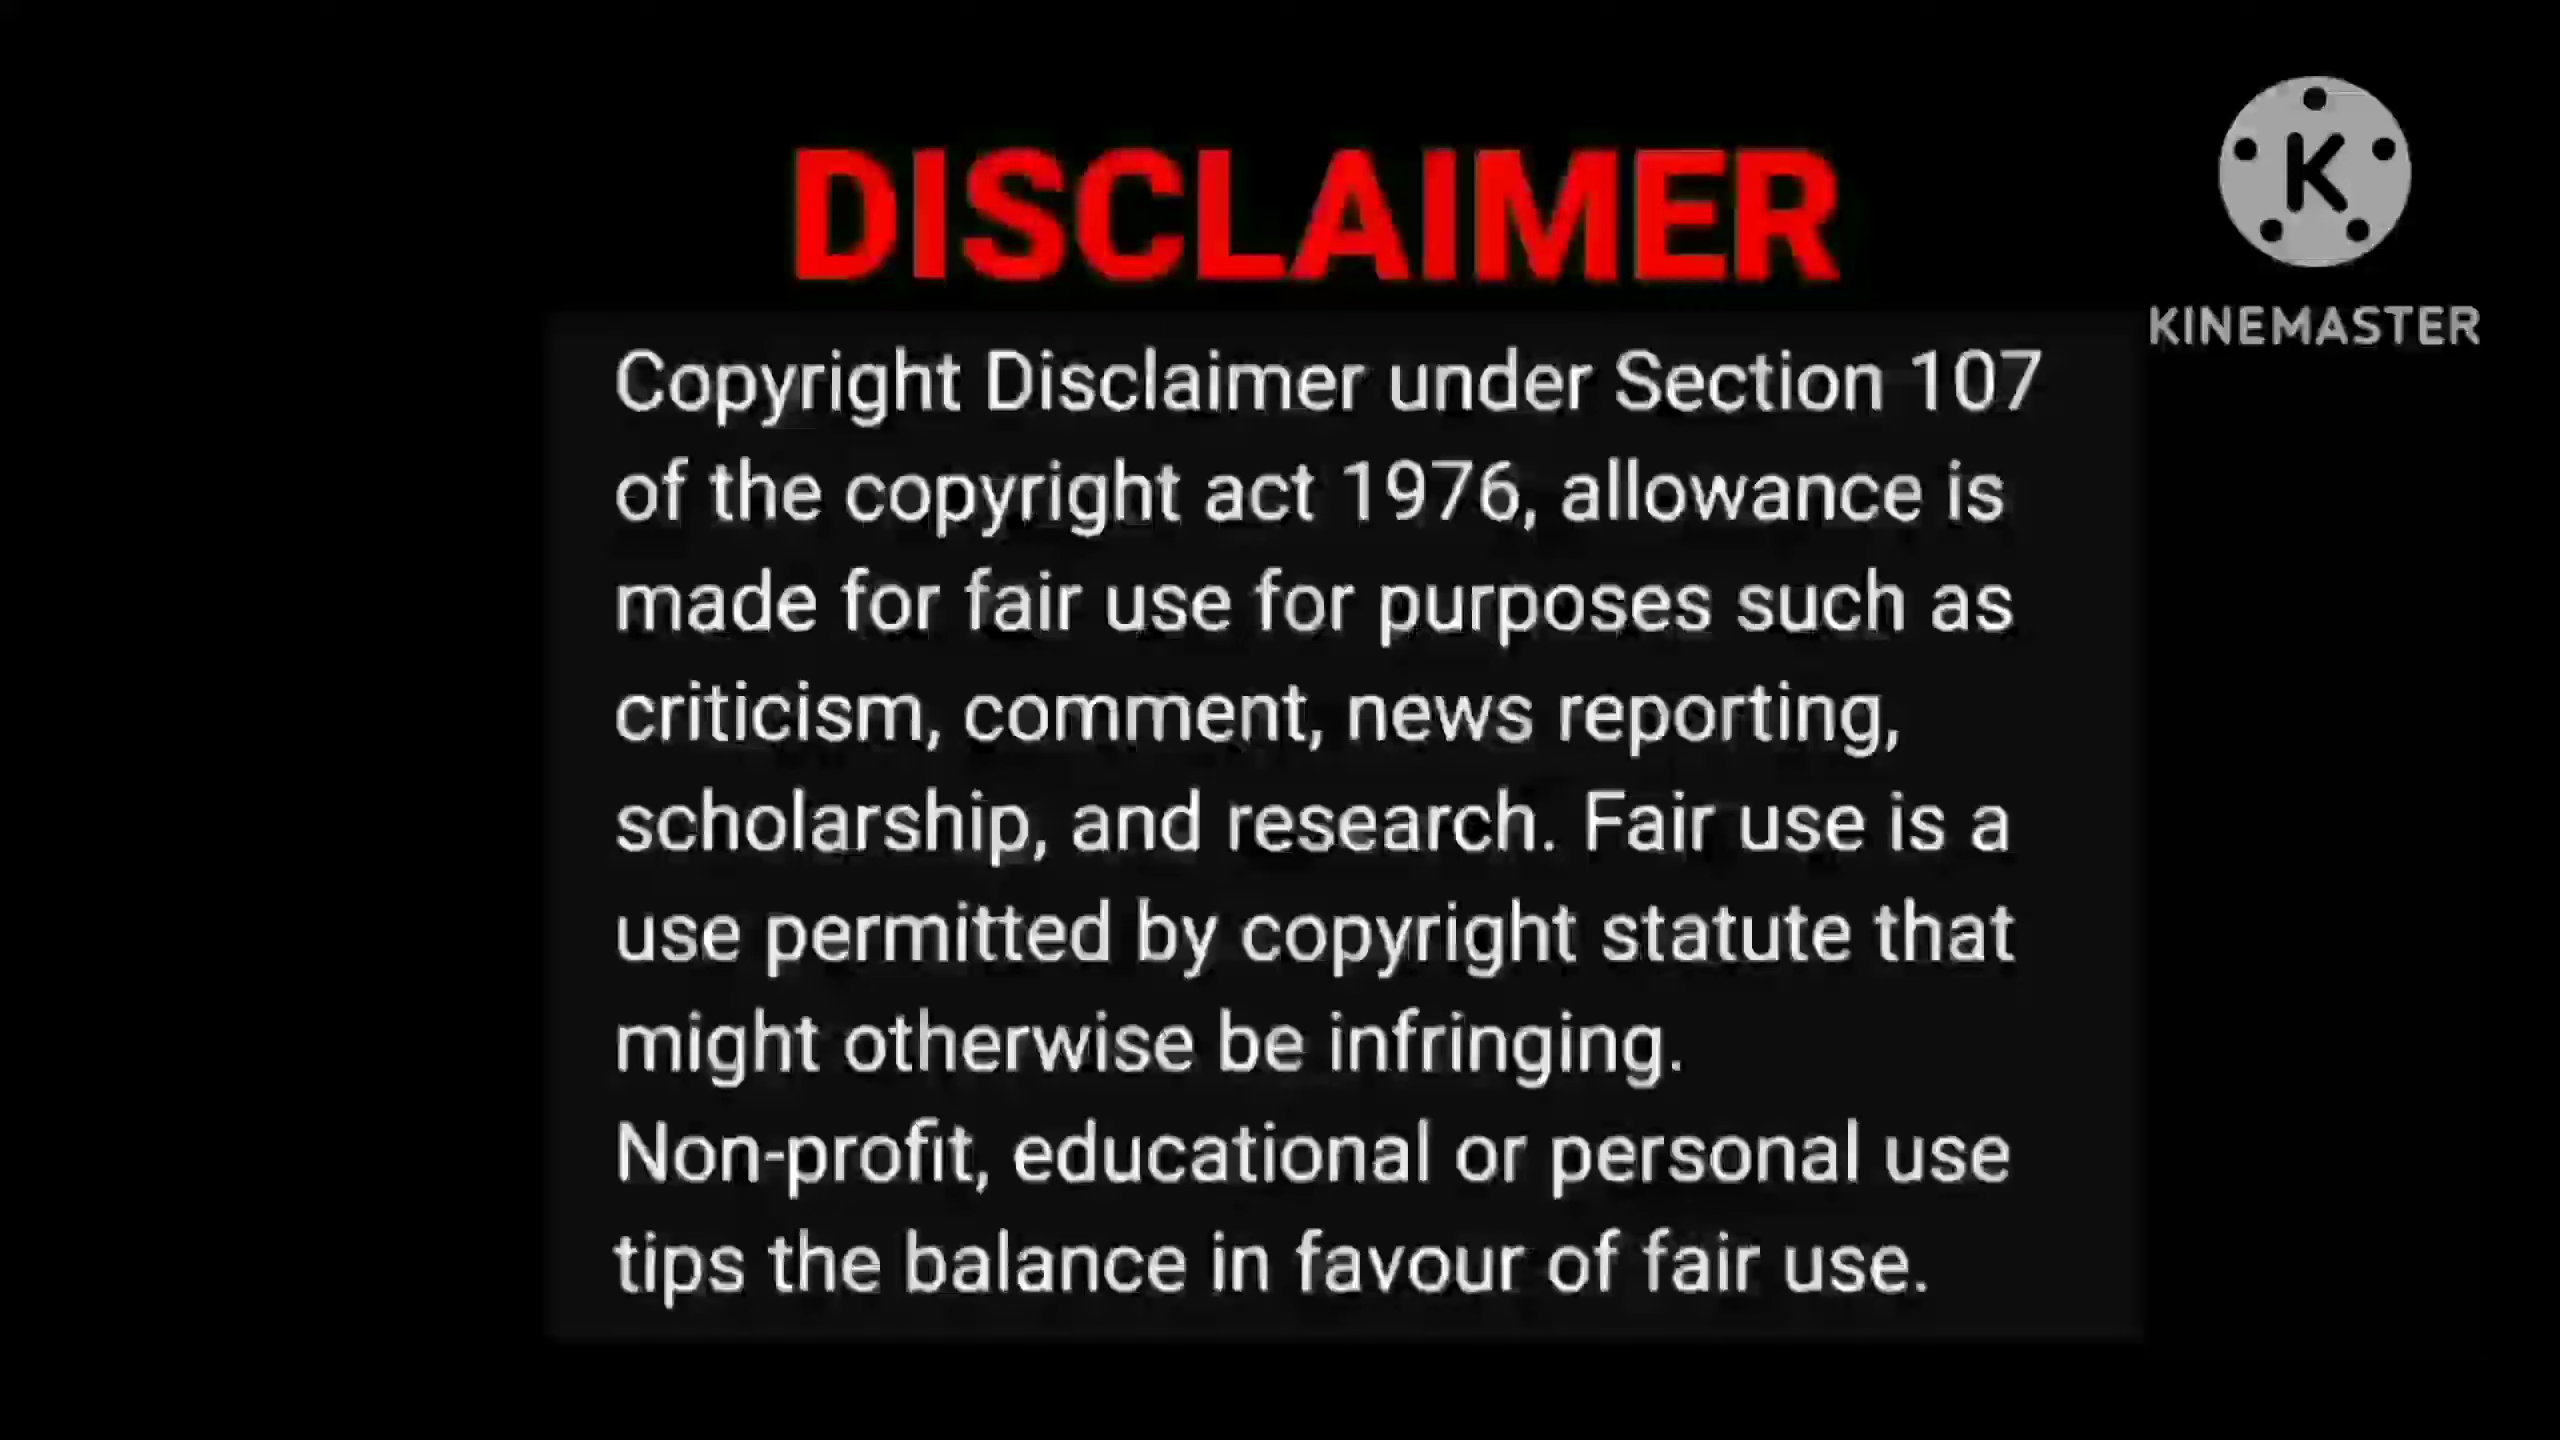 DISCLAIMER
K
KINEMASTER
Copyright Disclaimer under Section 107
of the copyright act 1976, allowance is
made for fair use for purposes such as
criticism, comment, news reporting,
scholarship, and research. Fair use is a
use permitted by copyright statute that
might otherwise be infringing.
Non-profit, educational or personal use
tips the balance in favour of fair use.